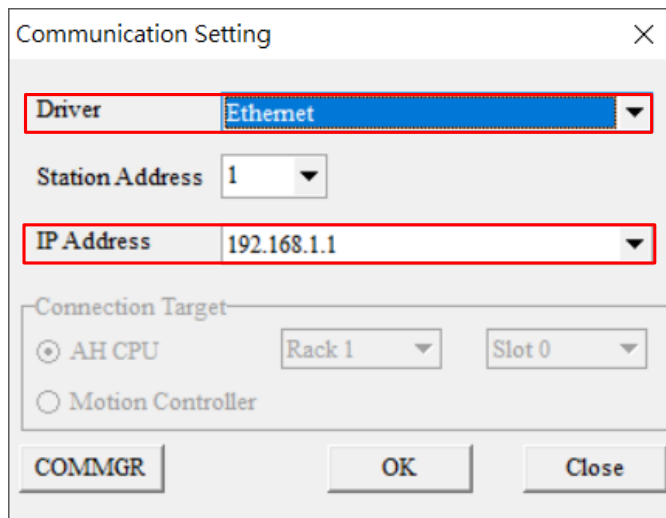 Communication Setting
Driver Ethernet
Station Address 1
IP Address 192.168.1.1
Connection Target
AH CPU Rack 1 Slot 0
Motion Controller
COMMGR OK Close